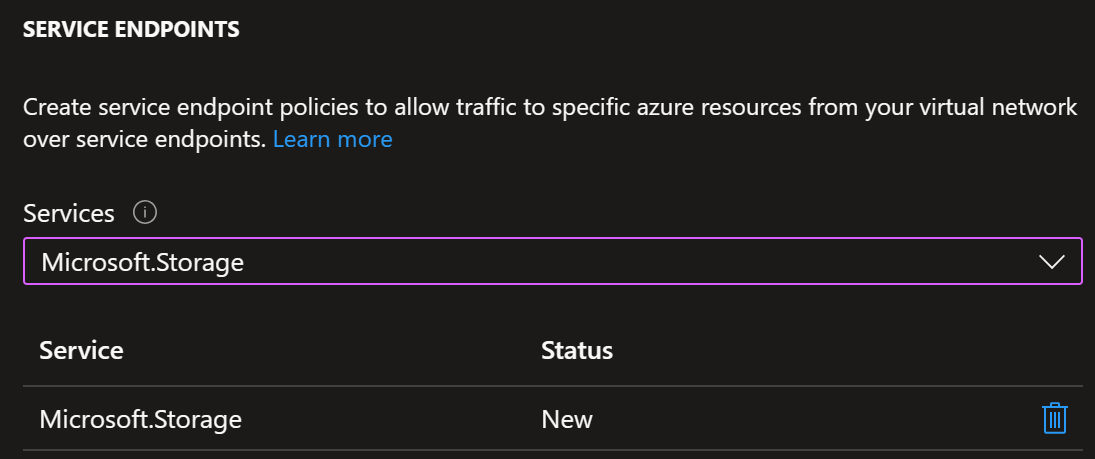 SERVICE ENDPOINTS
Create service endpoint policies to allow traffic to specific azure resources from your virtual network
over service endpoints. Learn more
Services
Microsoft.Storage
Service Status
Microsoft.Storage New